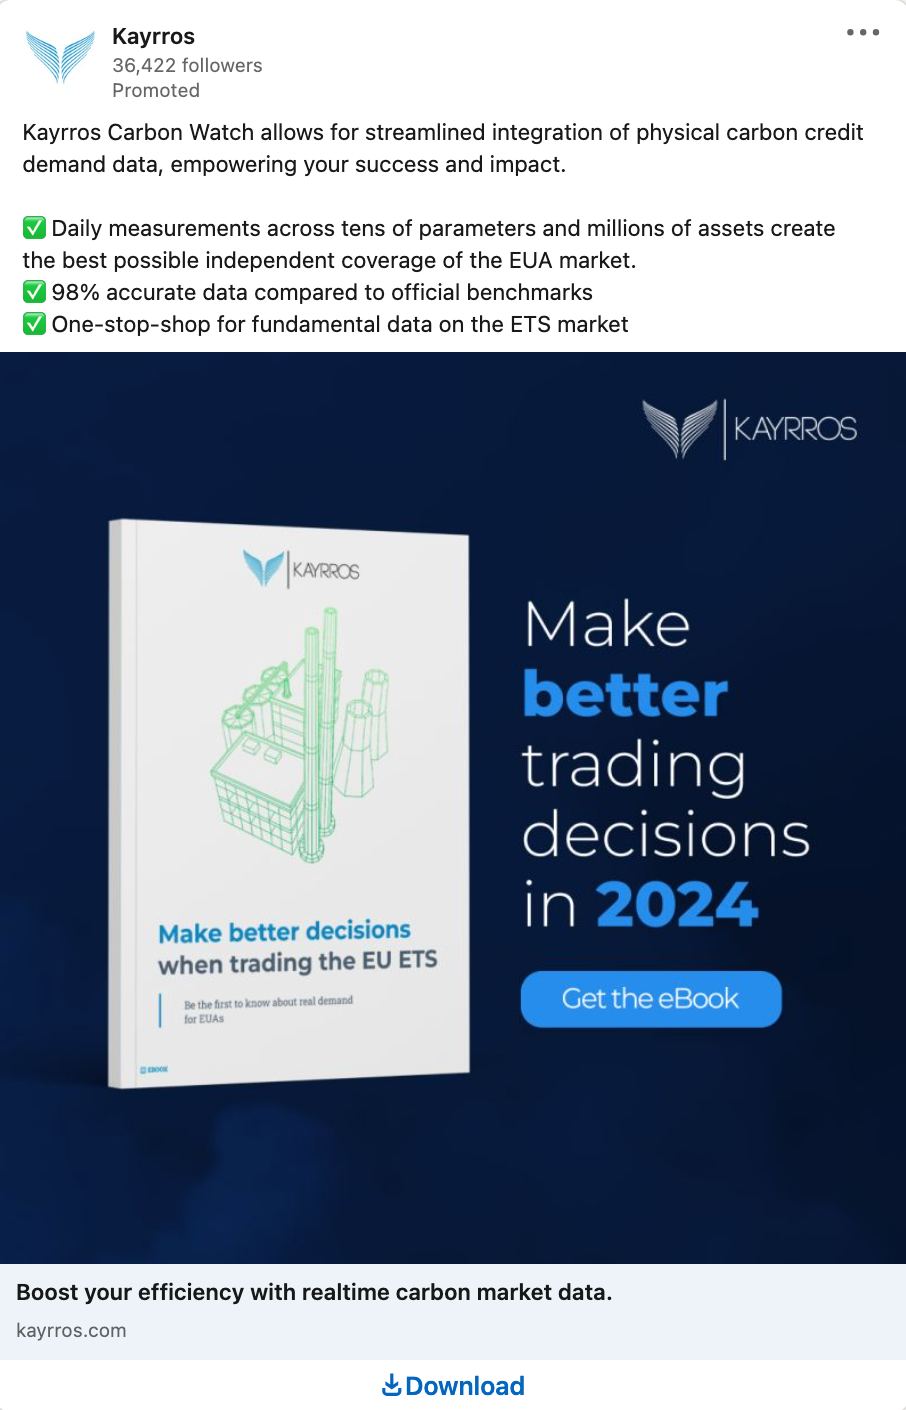 Kayrros
36,422 followers
Promoted
Kayrros Carbon Watch allows for streamlined integration of physical carbon credit
demand data, empowering your success and impact.
✅ Daily measurements across tens of parameters and millions of assets create
the best possible independent coverage of the EUA market.
✅ 98% accurate data compared to official benchmarks
✅ One-stop-shop for fundamental data on the ETS market
KAYRROS
KAYRROS
Make better decisions
when trading the EU ETS
Be the first to know about real demand
for EUAs
EBOOK
Make
better
trading
decisions
in 2024
Get the eBook
Boost your efficiency with realtime carbon market data.
kayrros.com
Download